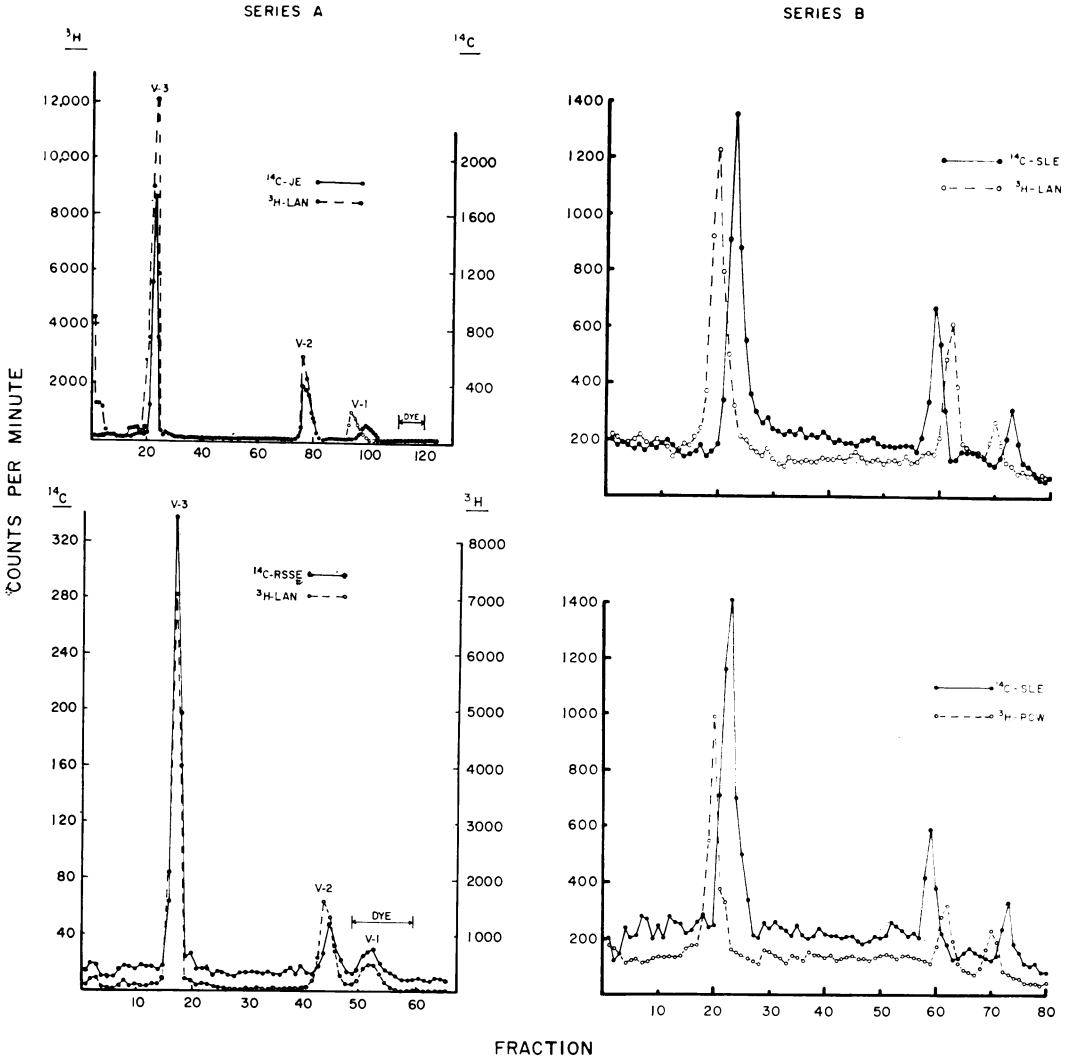 SERIES A
SERIES B
³H
¹⁴C
V-3
12,000
10,000
8000
6000
4000
2000
2000
1600
1200
800
400
¹⁴C-JE
³H-LAN
V-2
V-1
DYE
20
40
60
80
100
120
1400
1200
1000
800
600
400
200
¹⁴C-SLE
³H-LAN
COUNTS PER MINUTE
¹⁴C
³H
V-3
320
280
240
200
160
120
80
40
8000
7000
6000
5000
4000
3000
2000
1000
¹⁴C-RSSE
³H-LAN
V-2
DYE
V-1
10
20
30
40
50
60
1400
1200
1000
800
600
400
200
¹⁴C-SLE
³H-POW
10
20
30
40
50
60
70
80
FRACTION